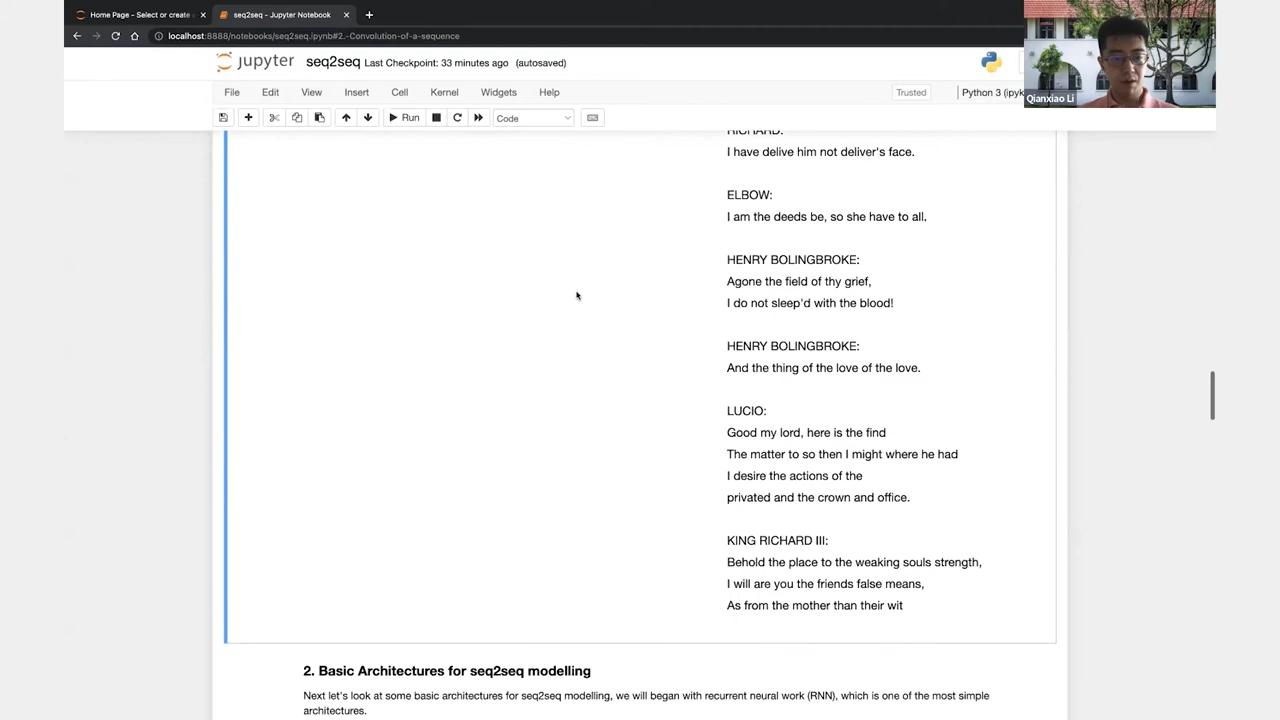 Home Page - Select or create
seq2seq - Jupyter Notebook
localhost:8888/notebooks/seq2seq.ipynb#2.-Convolution-of-a-sequence
jupyter seq2seq Last Checkpoint: 33 minutes ago (autosaved)
File Edit View Insert Cell Kernel Widgets Help Trusted Python 3 (ipyk
Run Code
Qianxiao Li
RICHARD:
I have delive him not deliver's face.
ELBOW:
I am the deeds be, so she have to all.
HENRY BOLINGBROKE:
Agone the field of thy grief,
I do not sleep'd with the blood!
HENRY BOLINGBROKE:
And the thing of the love of the love.
LUCIO:
Good my lord, here is the find
The matter to so then I might where he had
I desire the actions of the
privated and the crown and office.
KING RICHARD III:
Behold the place to the weaking souls strength,
I will are you the friends false means,
As from the mother than their wit
2. Basic Architectures for seq2seq modelling
Next let's look at some basic architectures for seq2seq modelling, we will began with recurrent neural work (RNN), which is one of the most simple
architectures.